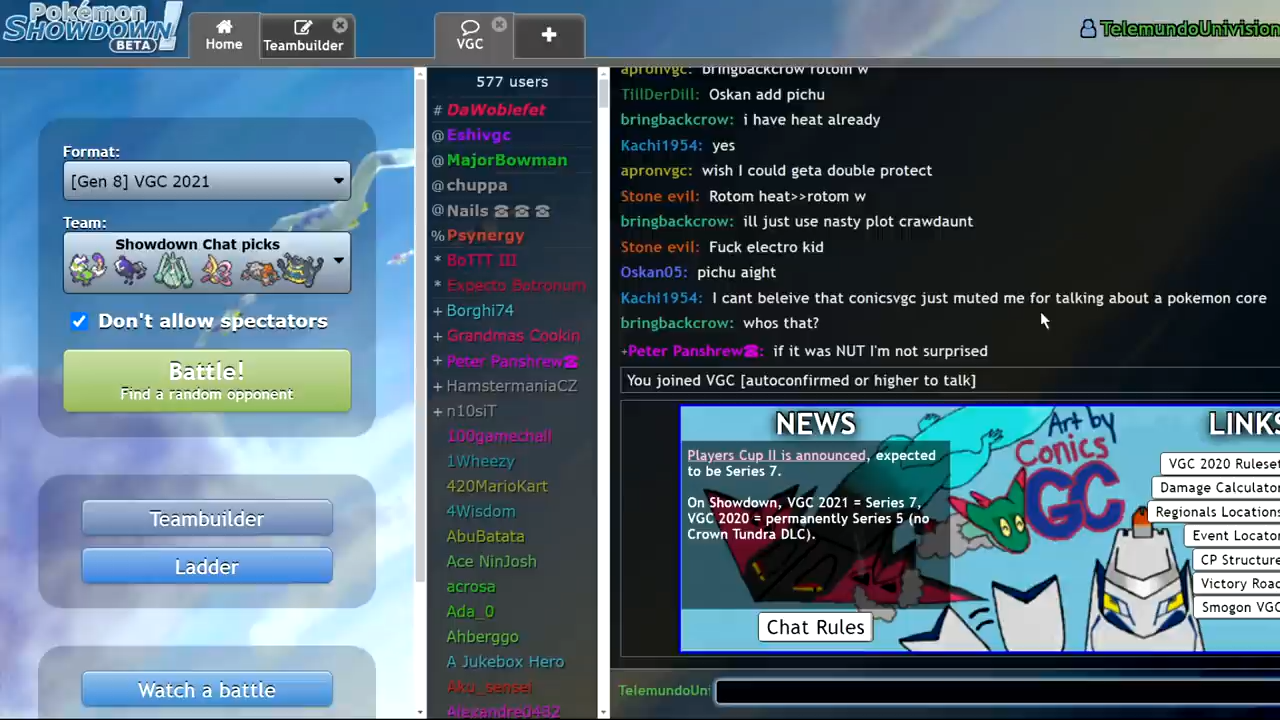 Pokémon
SHOWDOWN!
BETA
Home
Teambuilder
VGC
+
TelemundoUnivision
Format:
[Gen 8] VGC 2021
Team:
Showdown Chat picks
Don't allow spectators
Battle!
Find a random opponent
Teambuilder
Ladder
Watch a battle
577 users
# DaWoblefet
@ Eshivgc
@ MajorBowman
@ chuppa
@ Nails ☎ ☎ ☎
% Psynergy
* BoTTT III
* Expecto Batronum
+ Borghi74
+ Grandmas Cookin
+ Peter Panshrew☎
+ HamstermaniaCZ
+ n10siT
100gamechall
1Wheezy
420MarioKart
4Wisdom
AbuBatata
Ace NinJosh
acrosa
Ada_0
Ahberggo
A Jukebox Hero
Aku_sensei
Alexandre0432
apronvgc: bringbackcrow rotom w
TillDerDill: Oskan add pichu
bringbackcrow: i have heat already
Kachi1954: yes
apronvgc: wish I could geta double protect
Stone evil: Rotom heat>>rotom w
bringbackcrow: ill just use nasty plot crawdaunt
Stone evil: Fuck electro kid
Oskan05: pichu aight
Kachi1954: I cant beleive that conicsvgc just muted me for talking about a pokemon core
bringbackcrow: whos that?
+Peter Panshrew☎: if it was NUT I'm not surprised
You joined VGC [autoconfirmed or higher to talk]
NEWS
Players Cup II is announced, expected
to be Series 7.
On Showdown, VGC 2021 = Series 7,
VGC 2020 = permanently Series 5 (no
Crown Tundra DLC).
Chat Rules
Art by
Conics
GC
LINKS
VGC 2020 Ruleset
Damage Calculator
Regionals Locations
Event Locator
CP Structure
Victory Road
Smogon VGC
TelemundoUn